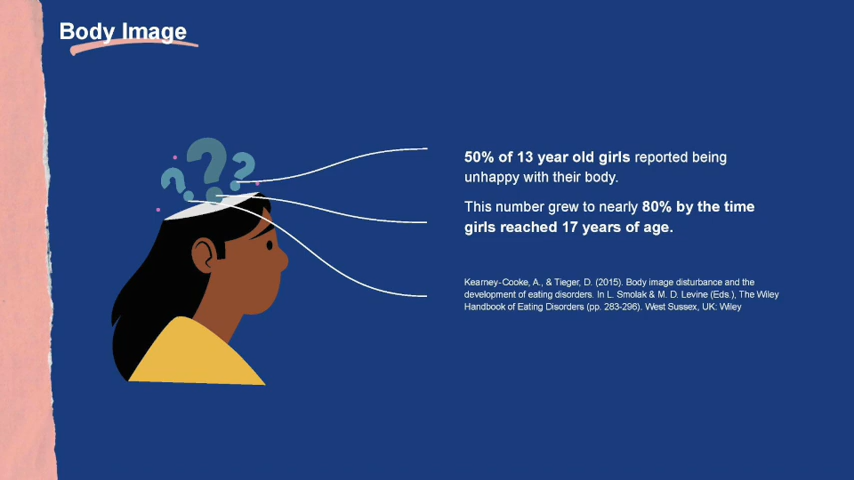 Body Image
50% of 13 year old girls reported being
unhappy with their body.
This number grew to nearly 80% by the time
girls reached 17 years of age.
Kearney-Cooke, A., & Tieger, D. (2015). Body image disturbance and the
development of eating disorders. In L. Smolak & M. D. Levine (Eds.), The Wiley
Handbook of Eating Disorders (pp. 283-296). West Sussex, UK: Wiley